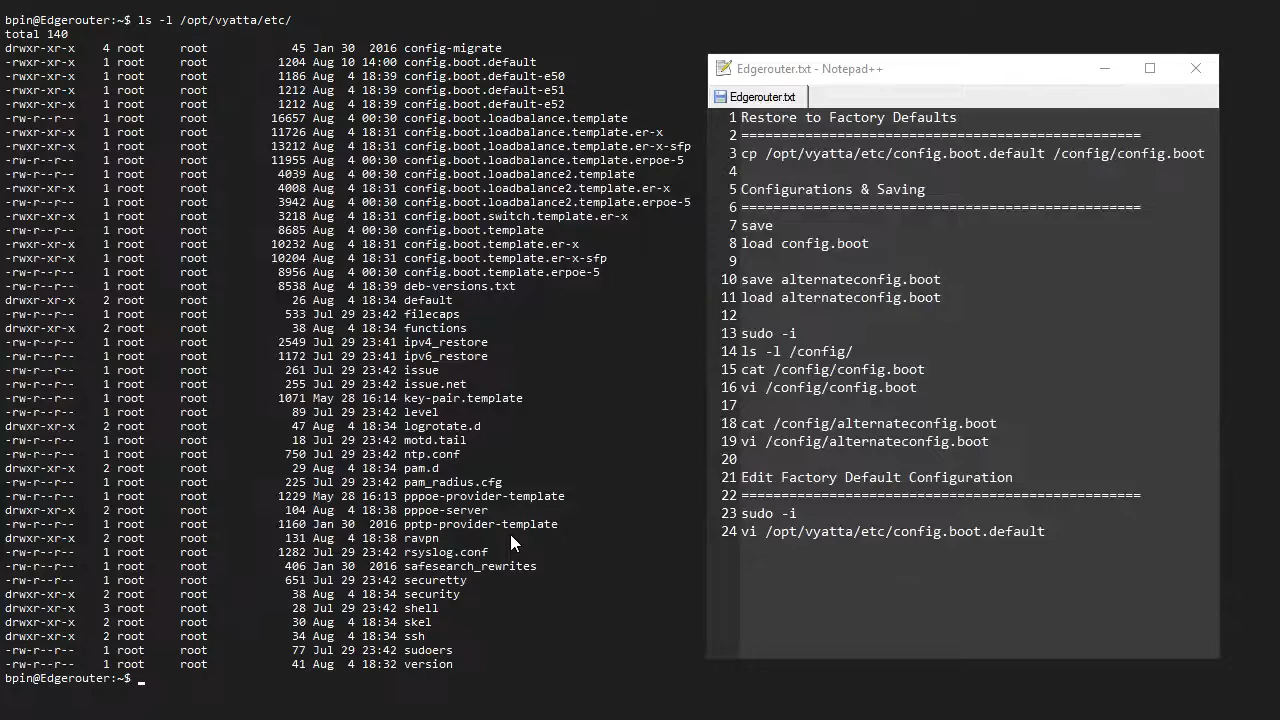 bpin@Edgerouter:~$ ls -l /opt/vyatta/etc/
total 140
drwxr-xr-x 4 root root 45 Jan 30 2016 config-migrate
-rwxr-xr-x 1 root root 1204 Aug 10 14:00 config.boot.default
-rwxr-xr-x 1 root root 1186 Aug 4 18:39 config.boot.default-e50
-rwxr-xr-x 1 root root 1212 Aug 4 18:39 config.boot.default-e51
-rwxr-xr-x 1 root root 1212 Aug 4 18:39 config.boot.default-e52
-rw-r--r-- 1 root root 16657 Aug 4 00:30 config.boot.loadbalance.template
-rwxr-xr-x 1 root root 11726 Aug 4 18:31 config.boot.loadbalance.template.er-x
-rwxr-xr-x 1 root root 13212 Aug 4 18:31 config.boot.loadbalance.template.er-x-sfp
-rw-r--r-- 1 root root 11955 Aug 4 00:30 config.boot.loadbalance.template.erpoe-5
-rw-r--r-- 1 root root 4039 Aug 4 00:30 config.boot.loadbalance2.template
-rwxr-xr-x 1 root root 4008 Aug 4 18:31 config.boot.loadbalance2.template.er-x
-rw-r--r-- 1 root root 3942 Aug 4 00:30 config.boot.loadbalance2.template.erpoe-5
-rwxr-xr-x 1 root root 3218 Aug 4 18:31 config.boot.switch.template.er-x
-rw-r--r-- 1 root root 8685 Aug 4 00:30 config.boot.template
-rwxr-xr-x 1 root root 10232 Aug 4 18:31 config.boot.template.er-x
-rwxr-xr-x 1 root root 10204 Aug 4 18:31 config.boot.template.er-x-sfp
-rw-r--r-- 1 root root 8956 Aug 4 00:30 config.boot.template.erpoe-5
-rw-r--r-- 1 root root 8538 Aug 4 18:39 deb-versions.txt
drwxr-xr-x 2 root root 26 Aug 4 18:34 default
-rw-r--r-- 1 root root 533 Jul 29 23:42 filecaps
drwxr-xr-x 2 root root 38 Aug 4 18:34 functions
-rw-r--r-- 1 root root 2549 Jul 29 23:41 ipv4_restore
-rw-r--r-- 1 root root 1172 Jul 29 23:41 ipv6_restore
-rw-r--r-- 1 root root 261 Jul 29 23:42 issue
-rw-r--r-- 1 root root 255 Jul 29 23:42 issue.net
-rw-r--r-- 1 root root 1071 May 28 16:14 key-pair.template
-rw-r--r-- 1 root root 89 Jul 29 23:42 level
drwxr-xr-x 2 root root 47 Aug 4 18:34 logrotate.d
-rw-r--r-- 1 root root 18 Jul 29 23:42 motd.tail
-rw-r--r-- 1 root root 750 Jul 29 23:42 ntp.conf
drwxr-xr-x 2 root root 29 Aug 4 18:34 pam.d
-rw-r--r-- 1 root root 225 Jul 29 23:42 pam_radius.cfg
-rw-r--r-- 1 root root 1229 May 28 16:13 pppoe-provider-template
drwxr-xr-x 2 root root 104 Aug 4 18:38 pppoe-server
-rw-r--r-- 1 root root 1160 Jan 30 2016 pptp-provider-template
drwxr-xr-x 2 root root 131 Aug 4 18:38 ravpn
-rw-r--r-- 1 root root 1282 Jul 29 23:42 rsyslog.conf
-rw-r--r-- 1 root root 406 Jan 30 2016 safesearch_rewrites
-rw-r--r-- 1 root root 651 Jul 29 23:42 securetty
drwxr-xr-x 2 root root 38 Aug 4 18:34 security
drwxr-xr-x 3 root root 28 Jul 29 23:42 shell
drwxr-xr-x 2 root root 30 Aug 4 18:34 skel
drwxr-xr-x 2 root root 34 Aug 4 18:34 ssh
-rw-r--r-- 1 root root 77 Jul 29 23:42 sudoers
-rw-r--r-- 1 root root 41 Aug 4 18:32 version
bpin@Edgerouter:~$ _
Edgerouter.txt - Notepad++
Edgerouter.txt
1 Restore to Factory Defaults
2 ==================================================
3 cp /opt/vyatta/etc/config.boot.default /config/config.boot
4
5 Configurations & Saving
6 ==================================================
7 save
8 load config.boot
9
10 save alternateconfig.boot
11 load alternateconfig.boot
12
13 sudo -i
14 ls -l /config/
15 cat /config/config.boot
16 vi /config/config.boot
17
18 cat /config/alternateconfig.boot
19 vi /config/alternateconfig.boot
20
21 Edit Factory Default Configuration
22 ==================================================
23 sudo -i
24 vi /opt/vyatta/etc/config.boot.default